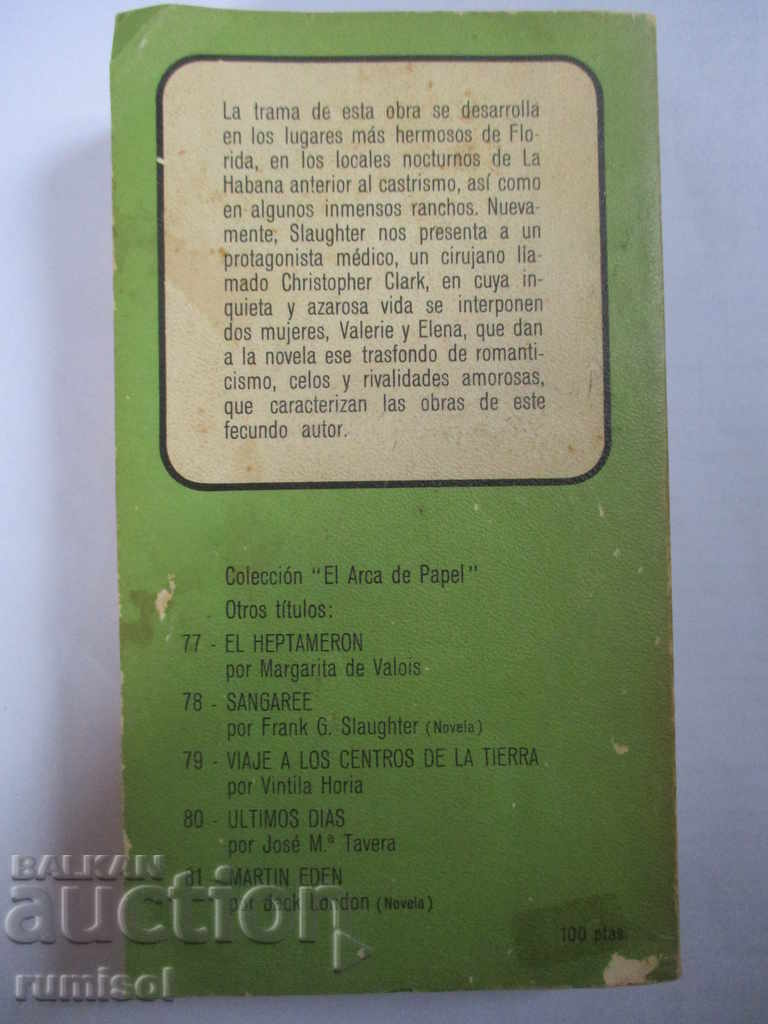 La trama de esta obra se desarrolla
en los lugares más hermosos de Flo-
rida, en los locales nocturnos de La
Habana anterior al castrismo, así como
en algunos inmensos ranchos. Nueva-
mente, Slaughter nos presenta a un
protagonista médico, un cirujano lla-
mado Christopher Clark, en cuya in-
quieta y azarosa vida se interponen
dos mujeres, Valerie y Elena, que dan
a la novela ese trasfondo de romanti-
cismo, celos y rivalidades amorosas,
que caracterizan las obras de este
fecundo autor.
Colección "El Arca de Papel"
Otros títulos:
77 - EL HEPTAMERON
por Margarita de Valois
78 - SANGAREE
por Frank G. Slaughter (Novela)
79 - VIAJE A LOS CENTROS DE LA TIERRA
por Vintila Horia
80 - ULTIMOS DIAS
por José M.ª Tavera
81 - MARTIN EDEN
por Jack London (Novela)
100 ptas.
BALKAN
auction
rumisol